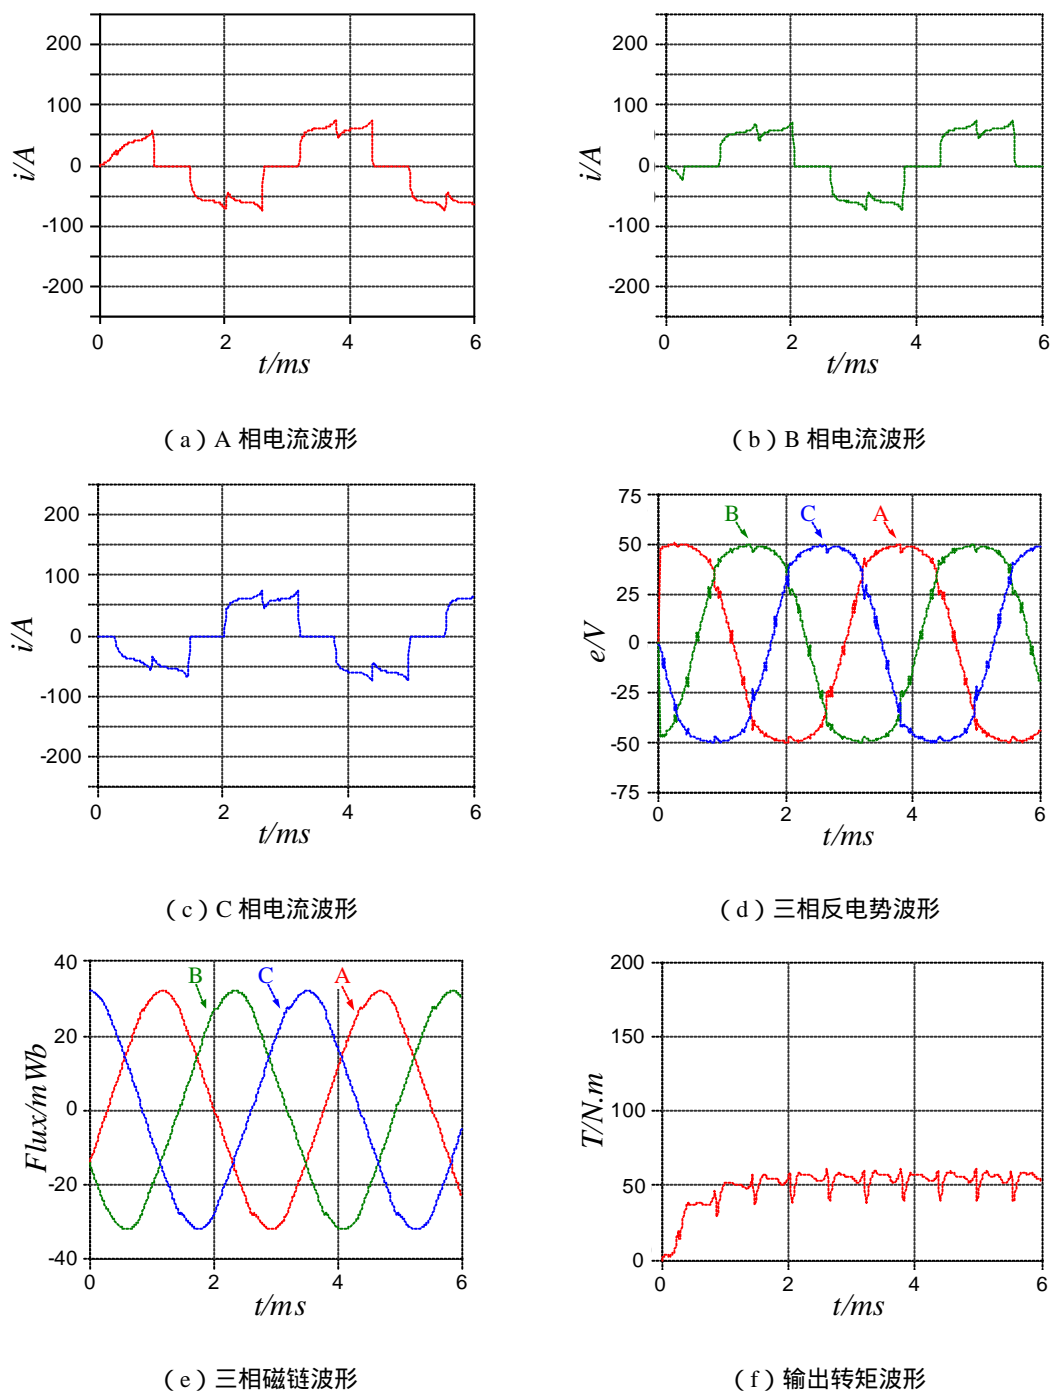 200
100
0
-100
-200
i/A
0 2 4 6
t/ms
200
100
0
-100
-200
i/A
0 2 4 6
t/ms
（a）A 相电流波形
（b）B 相电流波形
200
100
0
-100
-200
i/A
0 2 4 6
t/ms
75
50
25
0
-25
-50
-75
e/V
B C A
0 2 4 6
t/ms
（c）C 相电流波形
（d）三相反电势波形
40
20
0
-20
-40
Flux/mWb
B C A
0 2 4 6
t/ms
200
150
100
50
0
T/N.m
0 2 4 6
t/ms
（e）三相磁链波形
（f）输出转矩波形